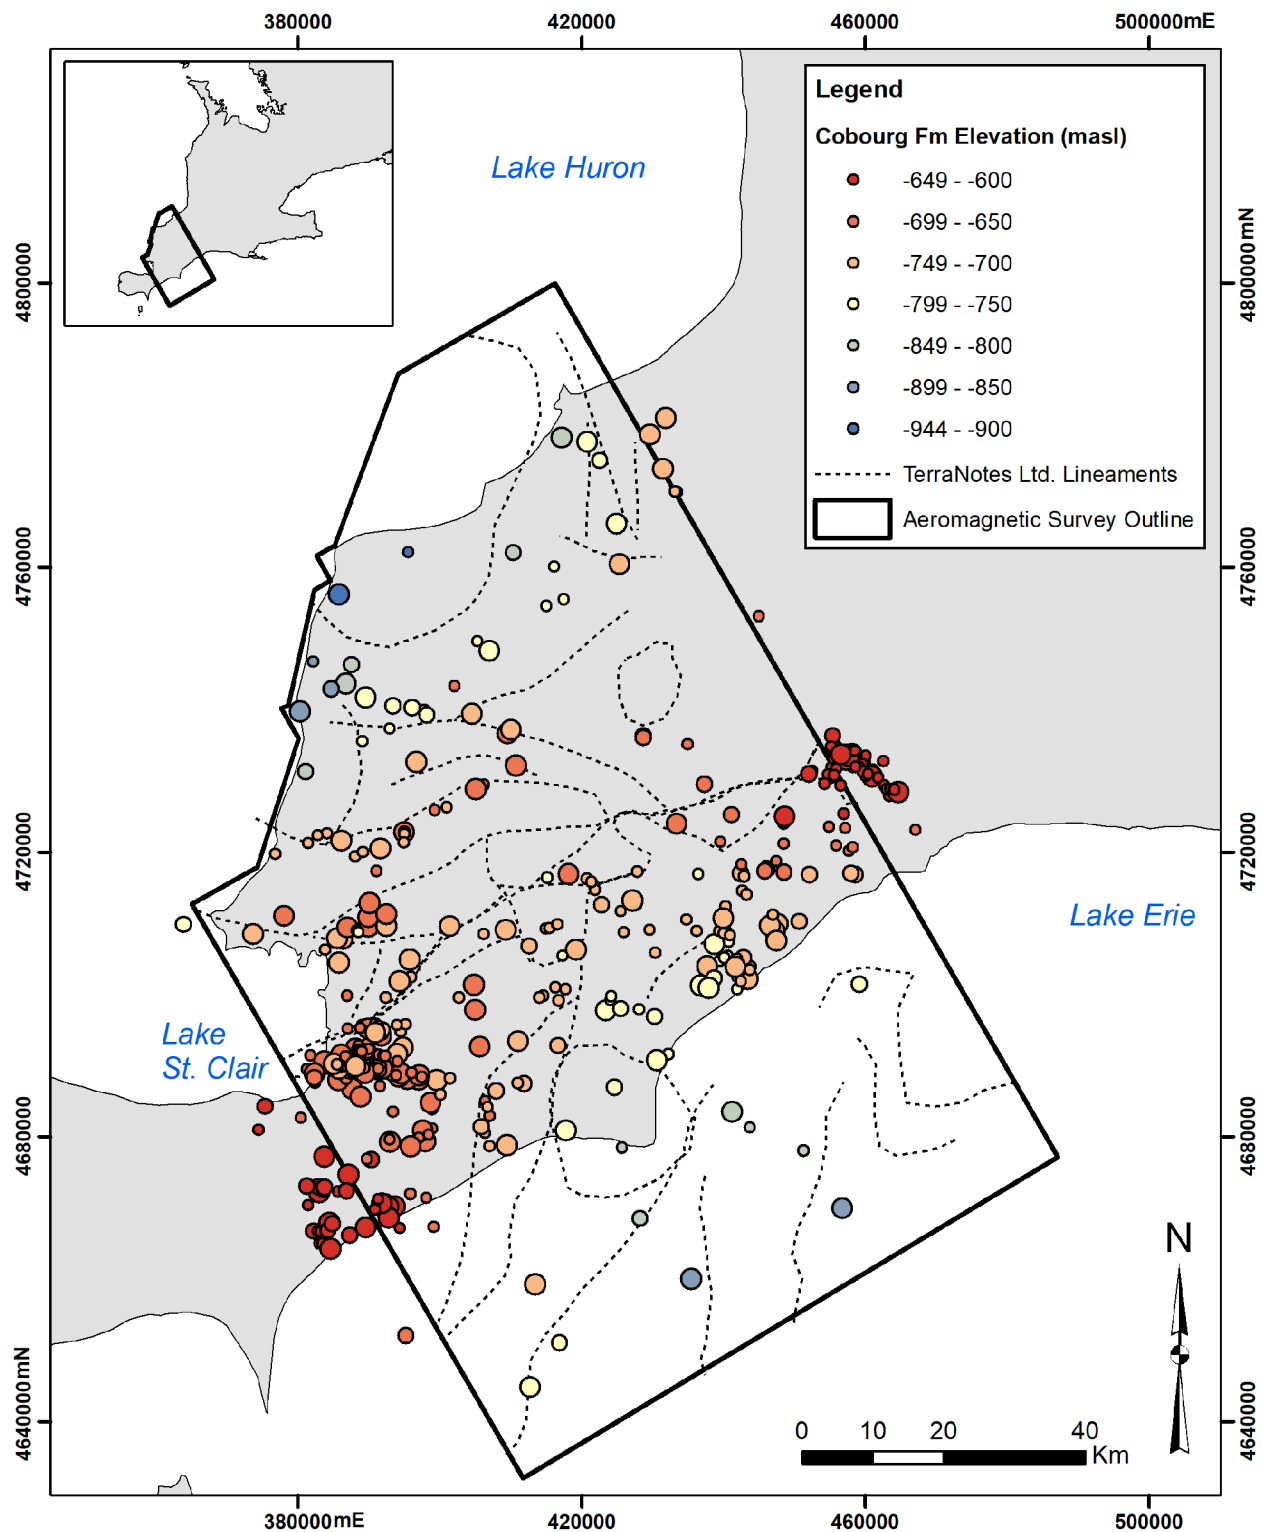 380000
420000
460000
500000mE
Legend
Cobourg Fm Elevation (masl)
-649 - -600
-699 - -650
-749 - -700
-799 - -750
-849 - -800
-899 - -850
-944 - -900
TerraNotes Ltd. Lineaments
Aeromagnetic Survey Outline
Lake Huron
Lake Erie
Lake
St. Clair
4800000
4760000
4720000
4680000
4640000mN
4800000mN
4760000
4720000
4680000
4640000
N
0
10
20
40
Km
380000mE
420000
460000
500000